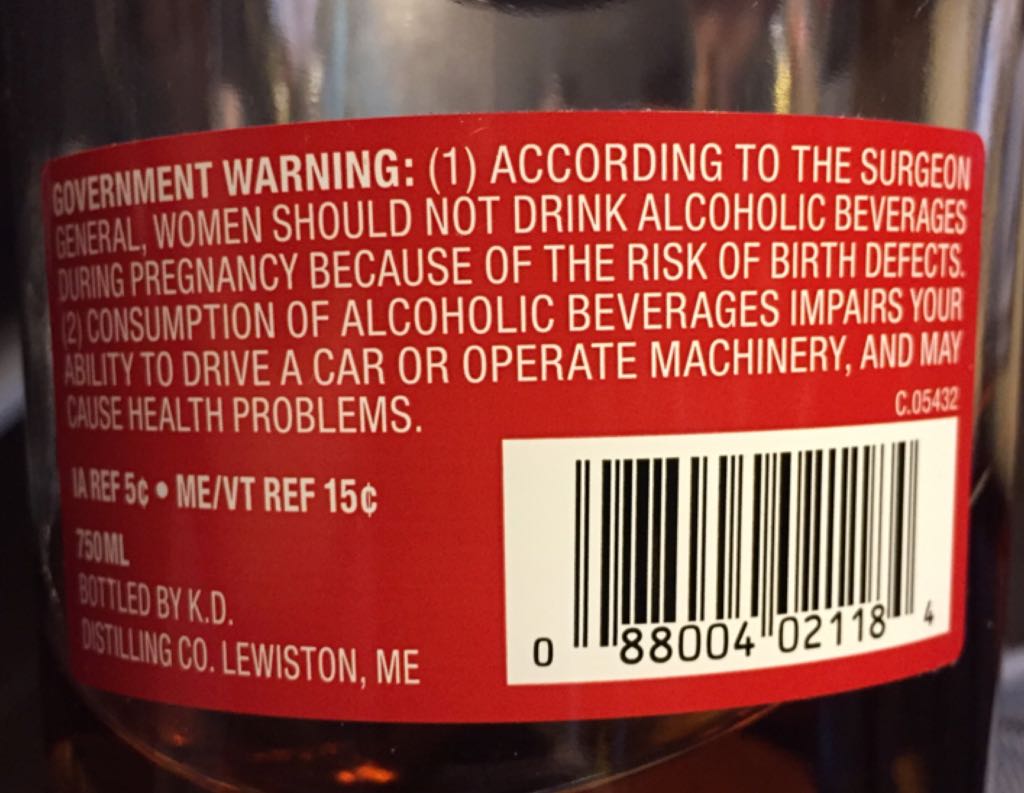 GOVERNMENT WARNING: (1) ACCORDING TO THE SURGEON
GENERAL, WOMEN SHOULD NOT DRINK ALCOHOLIC BEVERAGES
DURING PREGNANCY BECAUSE OF THE RISK OF BIRTH DEFECTS.
(2) CONSUMPTION OF ALCOHOLIC BEVERAGES IMPAIRS YOUR
ABILITY TO DRIVE A CAR OR OPERATE MACHINERY, AND MAY
CAUSE HEALTH PROBLEMS.
C.05432
IA REF 5¢ • ME/VT REF 15¢
750ML
BOTTLED BY K.D.
DISTILLING CO. LEWISTON, ME
0 88004 02118 4